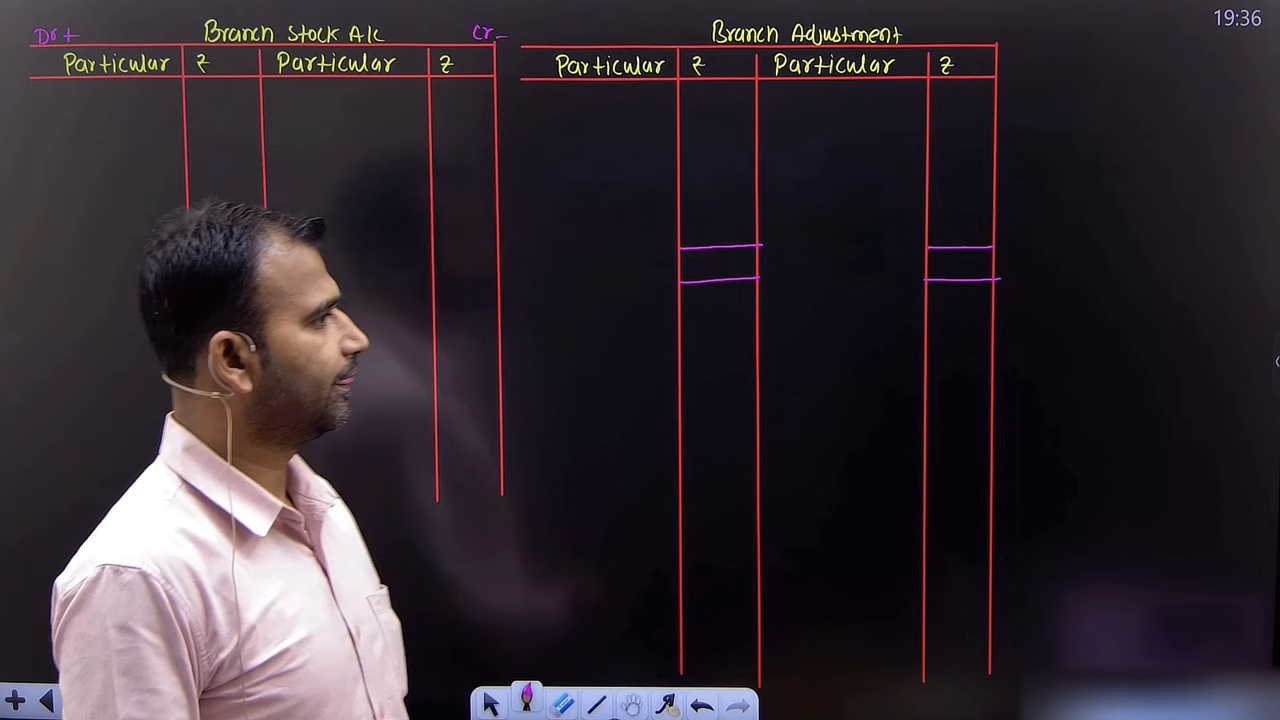 19:36
Dr + Branch Stock A/c Cr -
Particular ₹ Particular ₹
Branch Adjustment
Particular ₹ Particular ₹